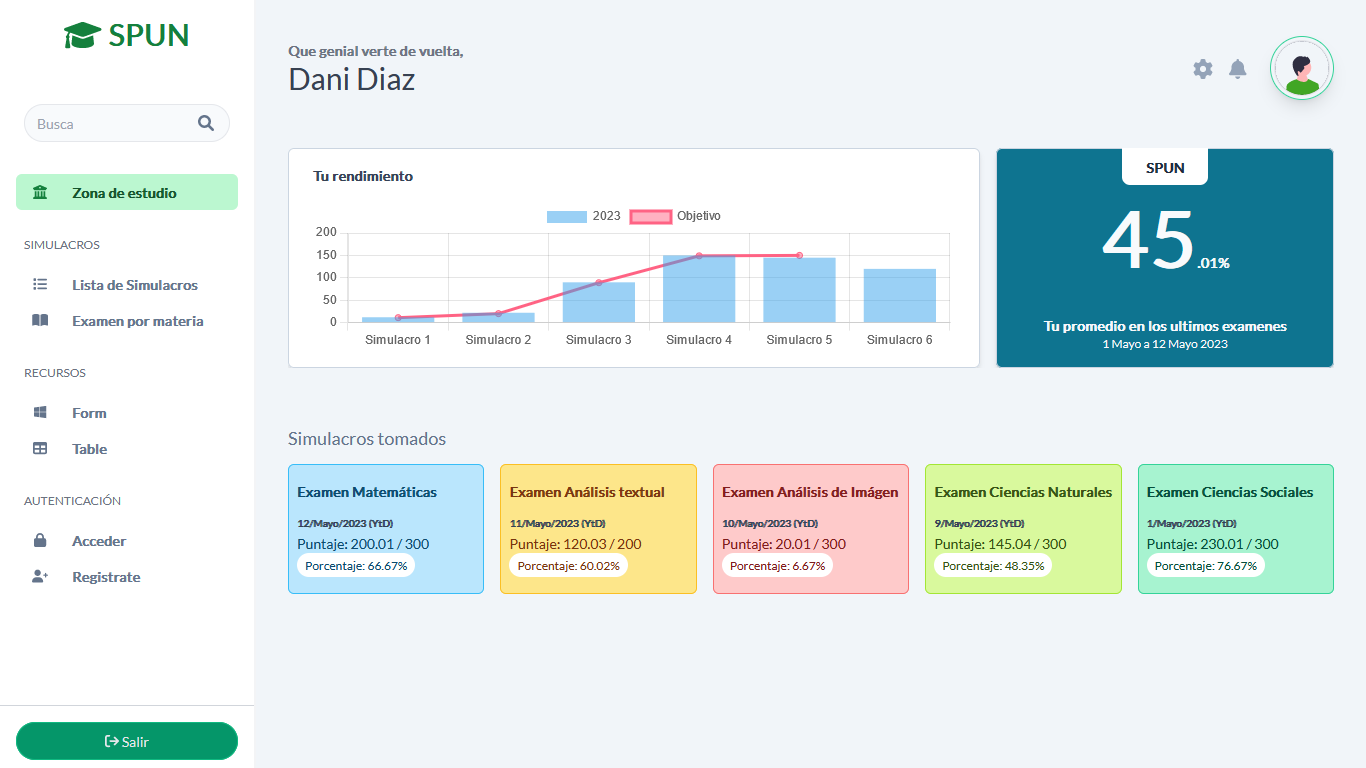 SPUN
Busca
Zona de estudio
SIMULACROS
Lista de Simulacros
Examen por materia
RECURSOS
Form
Table
AUTENTICACIÓN
Acceder
Registrate
Salir
Que genial verte de vuelta,
Dani Diaz
Tu rendimiento
2023 Objetivo
200
150
100
50
0
Simulacro 1 Simulacro 2 Simulacro 3 Simulacro 4 Simulacro 5 Simulacro 6
SPUN
45.01%
Tu promedio en los ultimos examenes
1 Mayo a 12 Mayo 2023
Simulacros tomados
Examen Matemáticas
12/Mayo/2023 (YtD)
Puntaje: 200.01 / 300
Porcentaje: 66.67%
Examen Análisis textual
11/Mayo/2023 (YtD)
Puntaje: 120.03 / 200
Porcentaje: 60.02%
Examen Análisis de Imágen
10/Mayo/2023 (YtD)
Puntaje: 20.01 / 300
Porcentaje: 6.67%
Examen Ciencias Naturales
9/Mayo/2023 (YtD)
Puntaje: 145.04 / 300
Porcentaje: 48.35%
Examen Ciencias Sociales
1/Mayo/2023 (YtD)
Puntaje: 230.01 / 300
Porcentaje: 76.67%